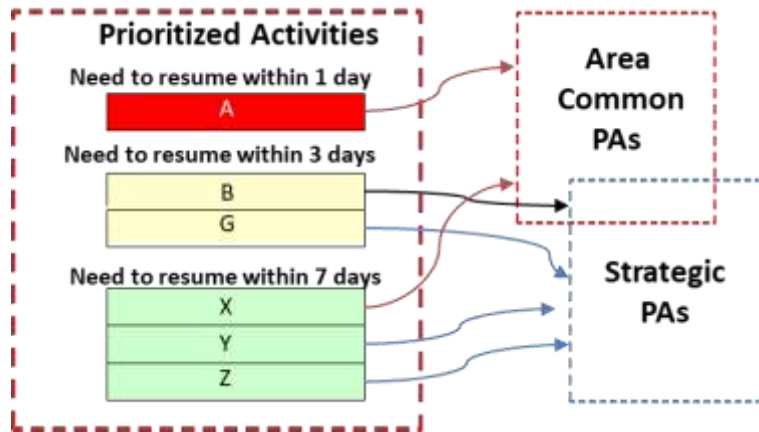 Prioritized Activities
Need to resume within 1 day
A
Need to resume within 3 days
B
G
Need to resume within 7 days
X
Y
Z
Area
Common
PAs
Strategic
PAs